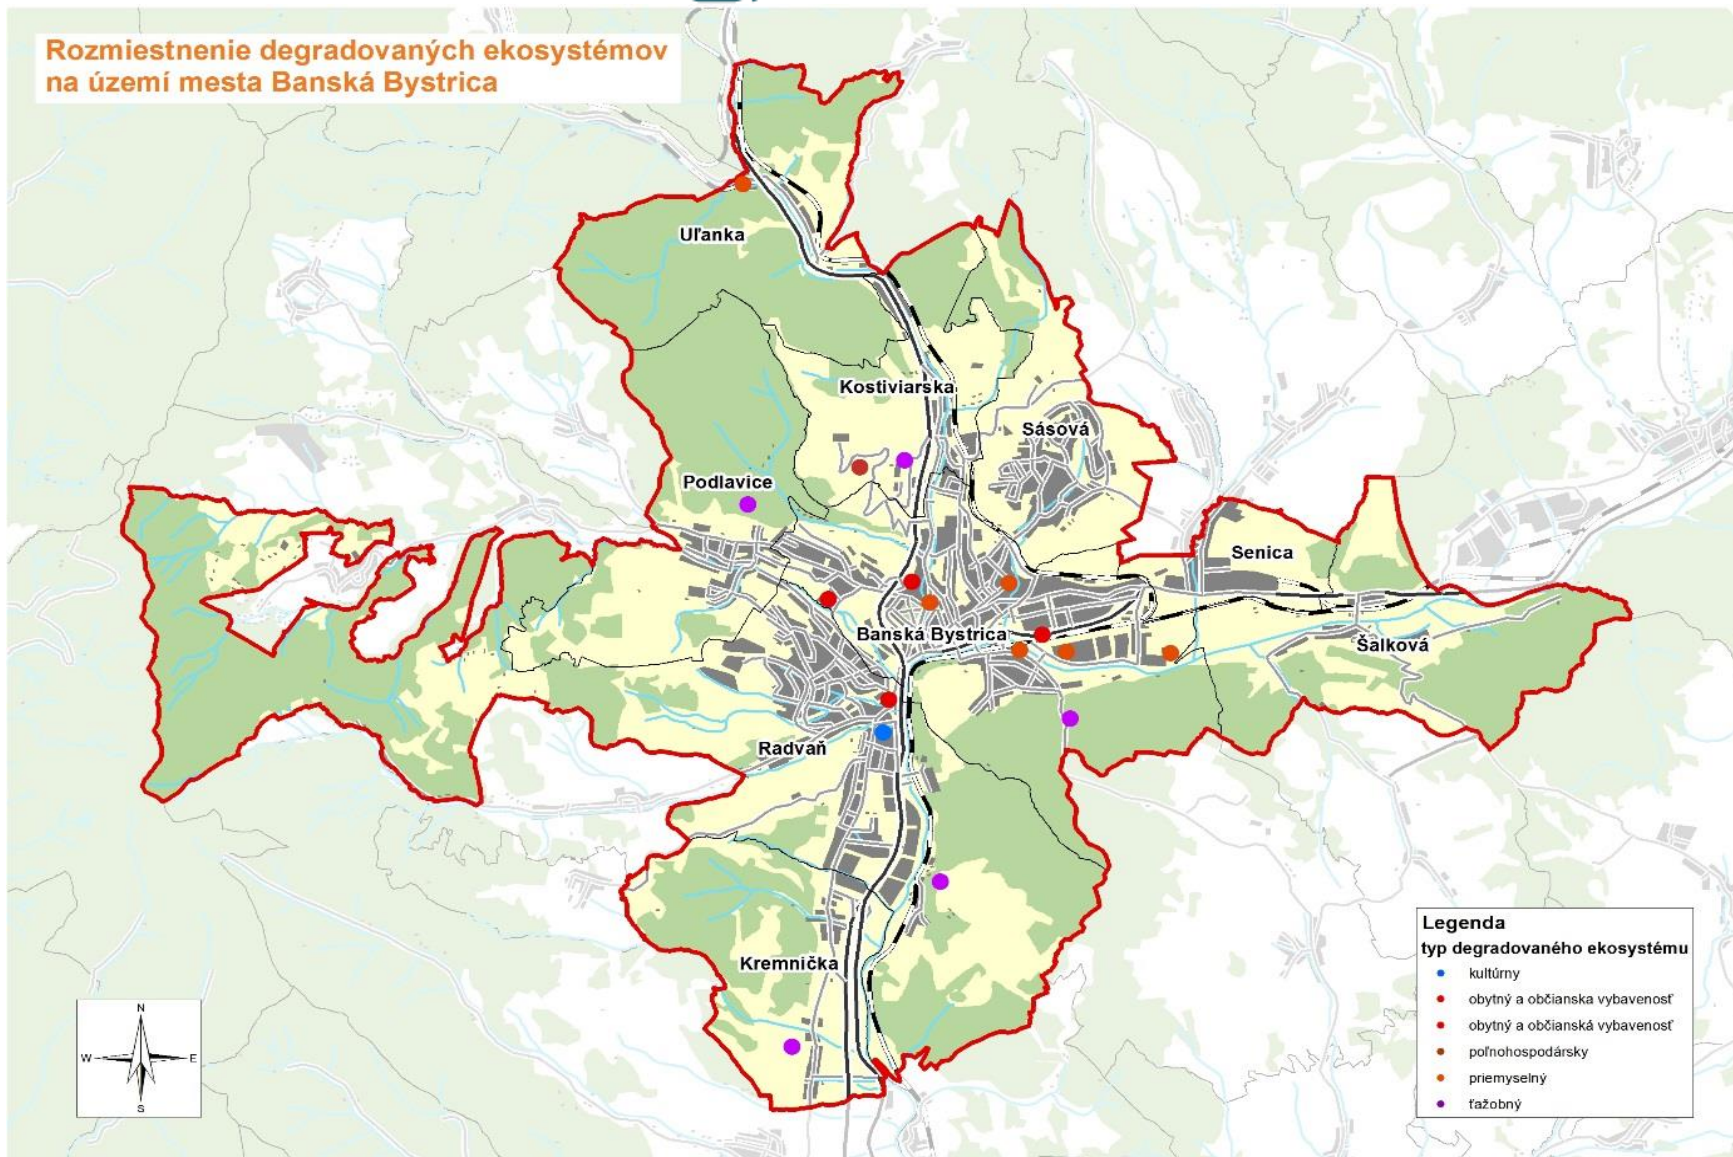 Rozmiestnenie degradovaných ekosystémov
na území mesta Banská Bystrica
Uľanka
Kostiviarska
Sásová
Podlavice
Senica
Banská Bystrica
Šalková
Radvaň
Kremnička
N
W
E
S
Legenda
typ degradovaného ekosystému
kultúrny
obytný a občianska vybavenosť
obytný a občianská vybavenosť
poľnohospodársky
priemyselný
ťažobný